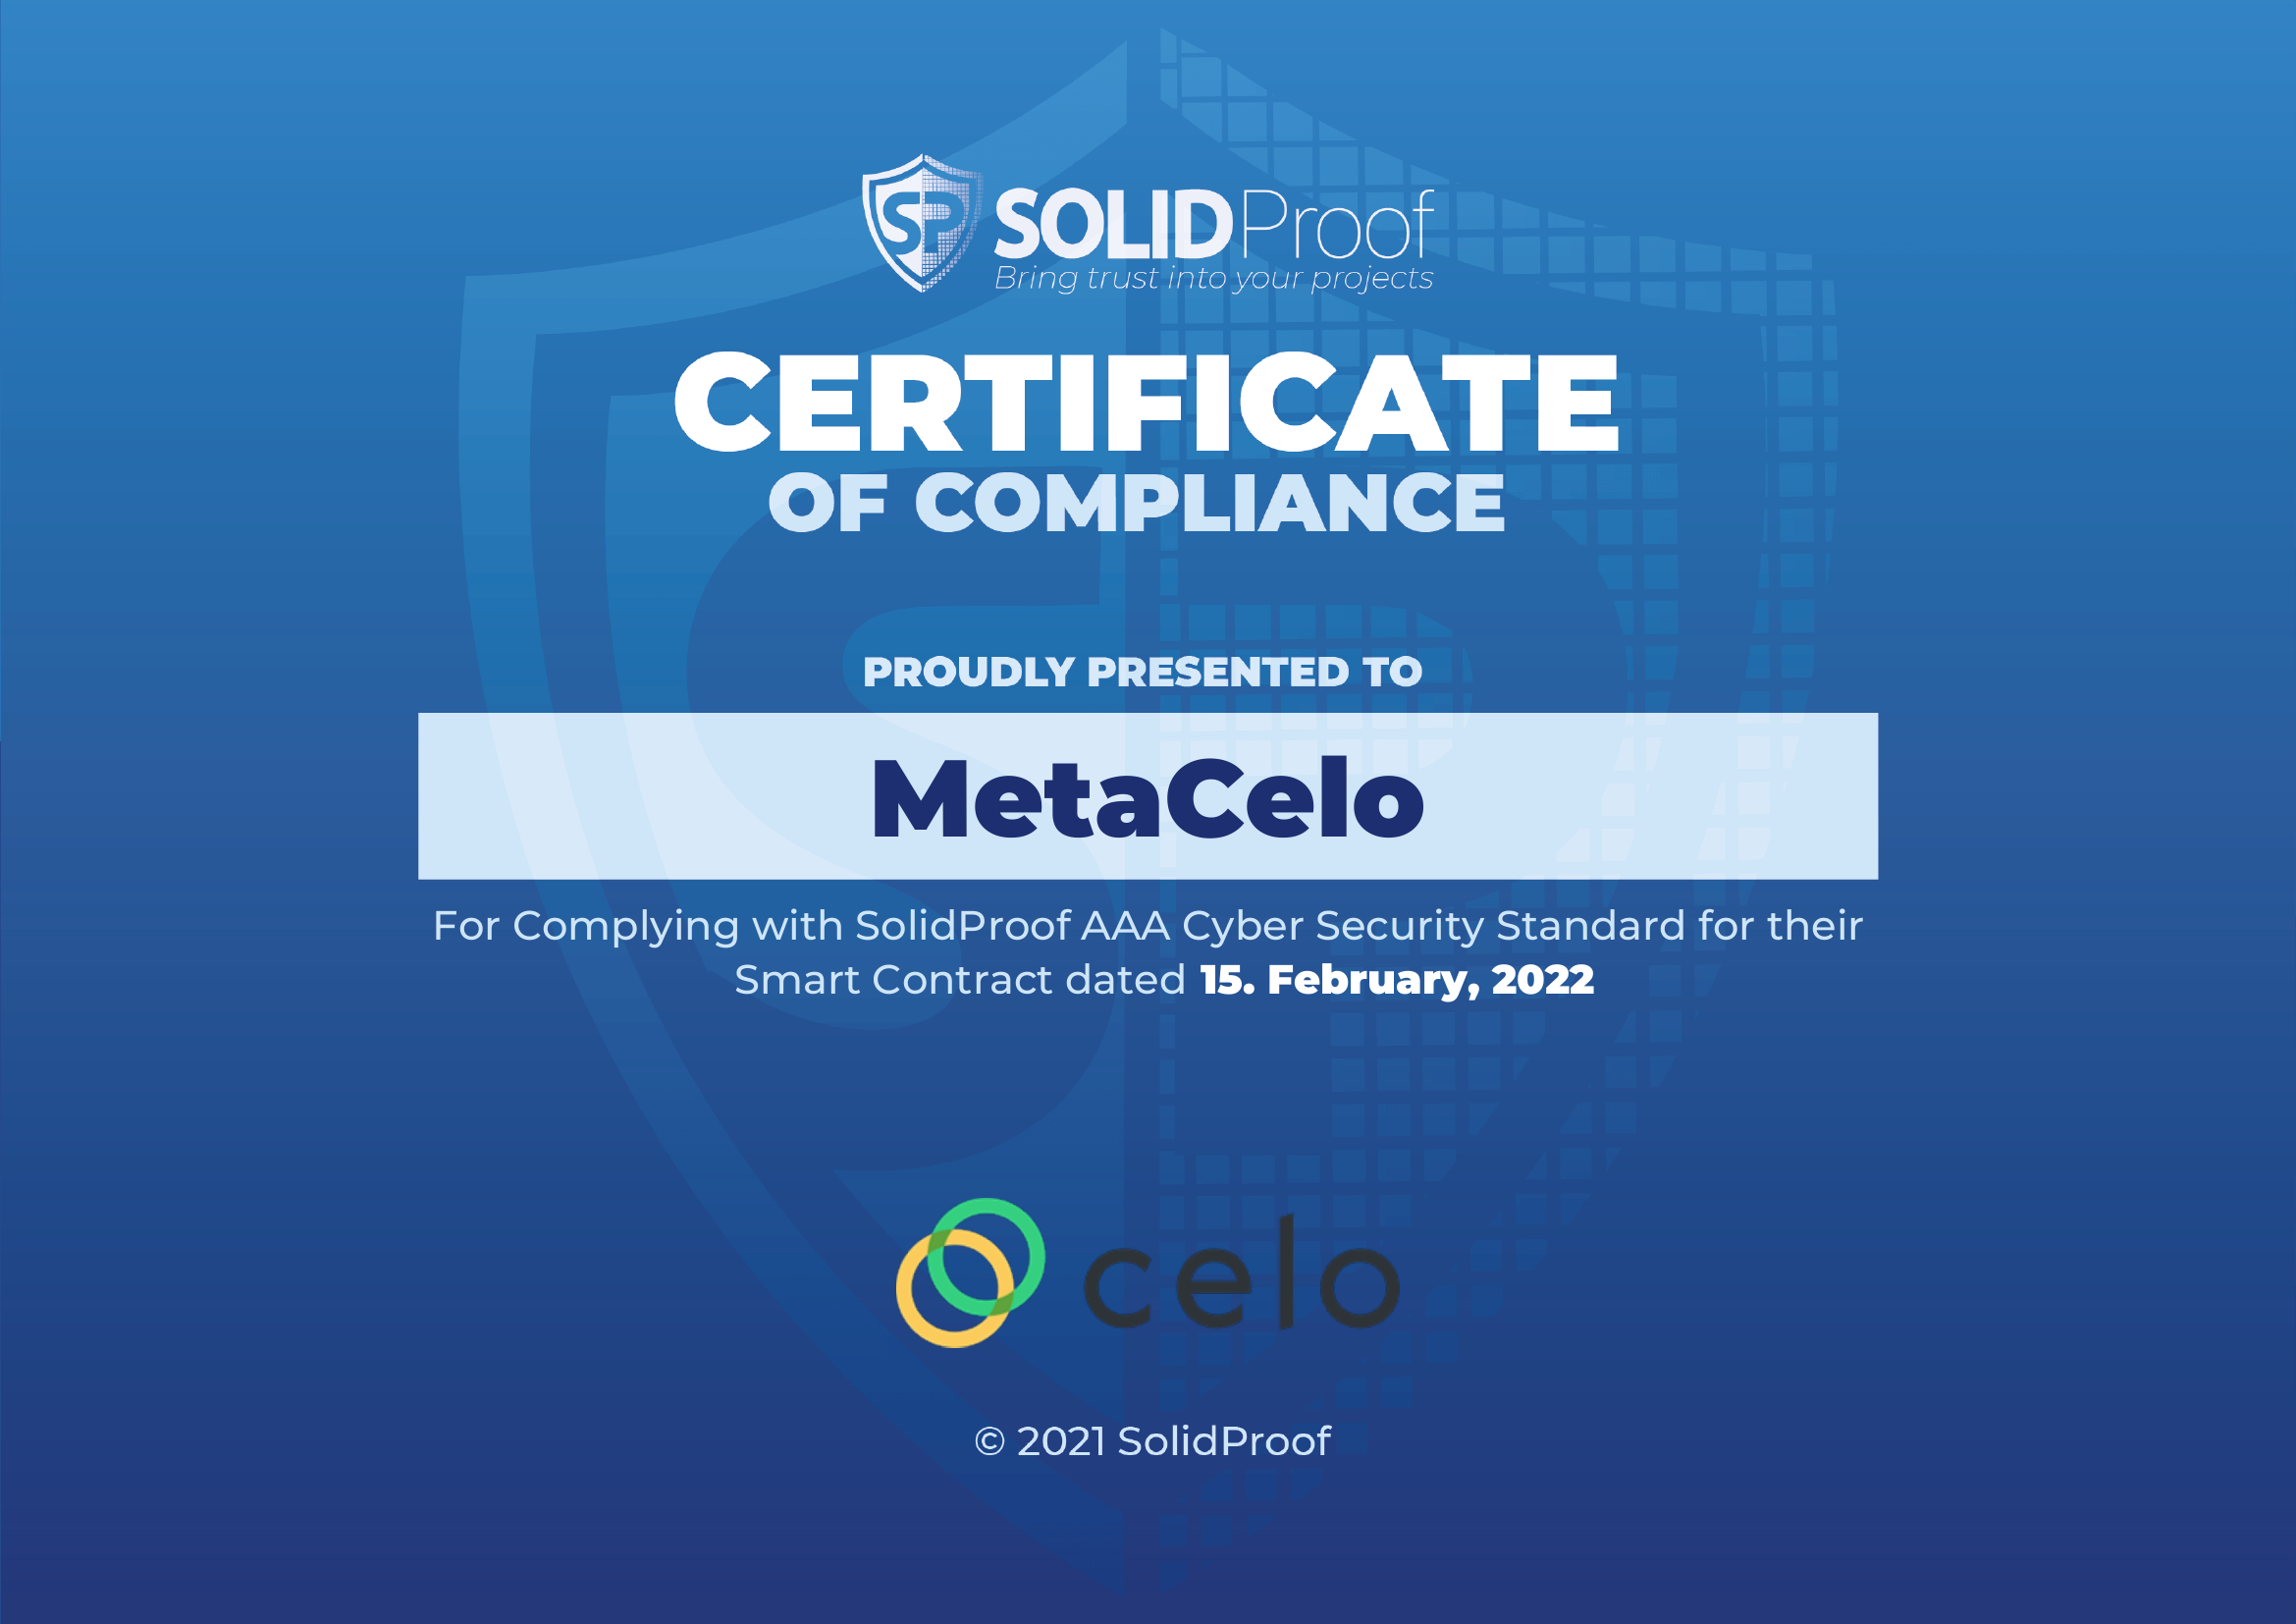 SP SOLIDProof
Bring trust into your projects
CERTIFICATE
OF COMPLIANCE
PROUDLY PRESENTED TO
MetaCelo
For Complying with SolidProof AAA Cyber Security Standard for their
Smart Contract dated 15. February, 2022
celo
© 2021 SolidProof